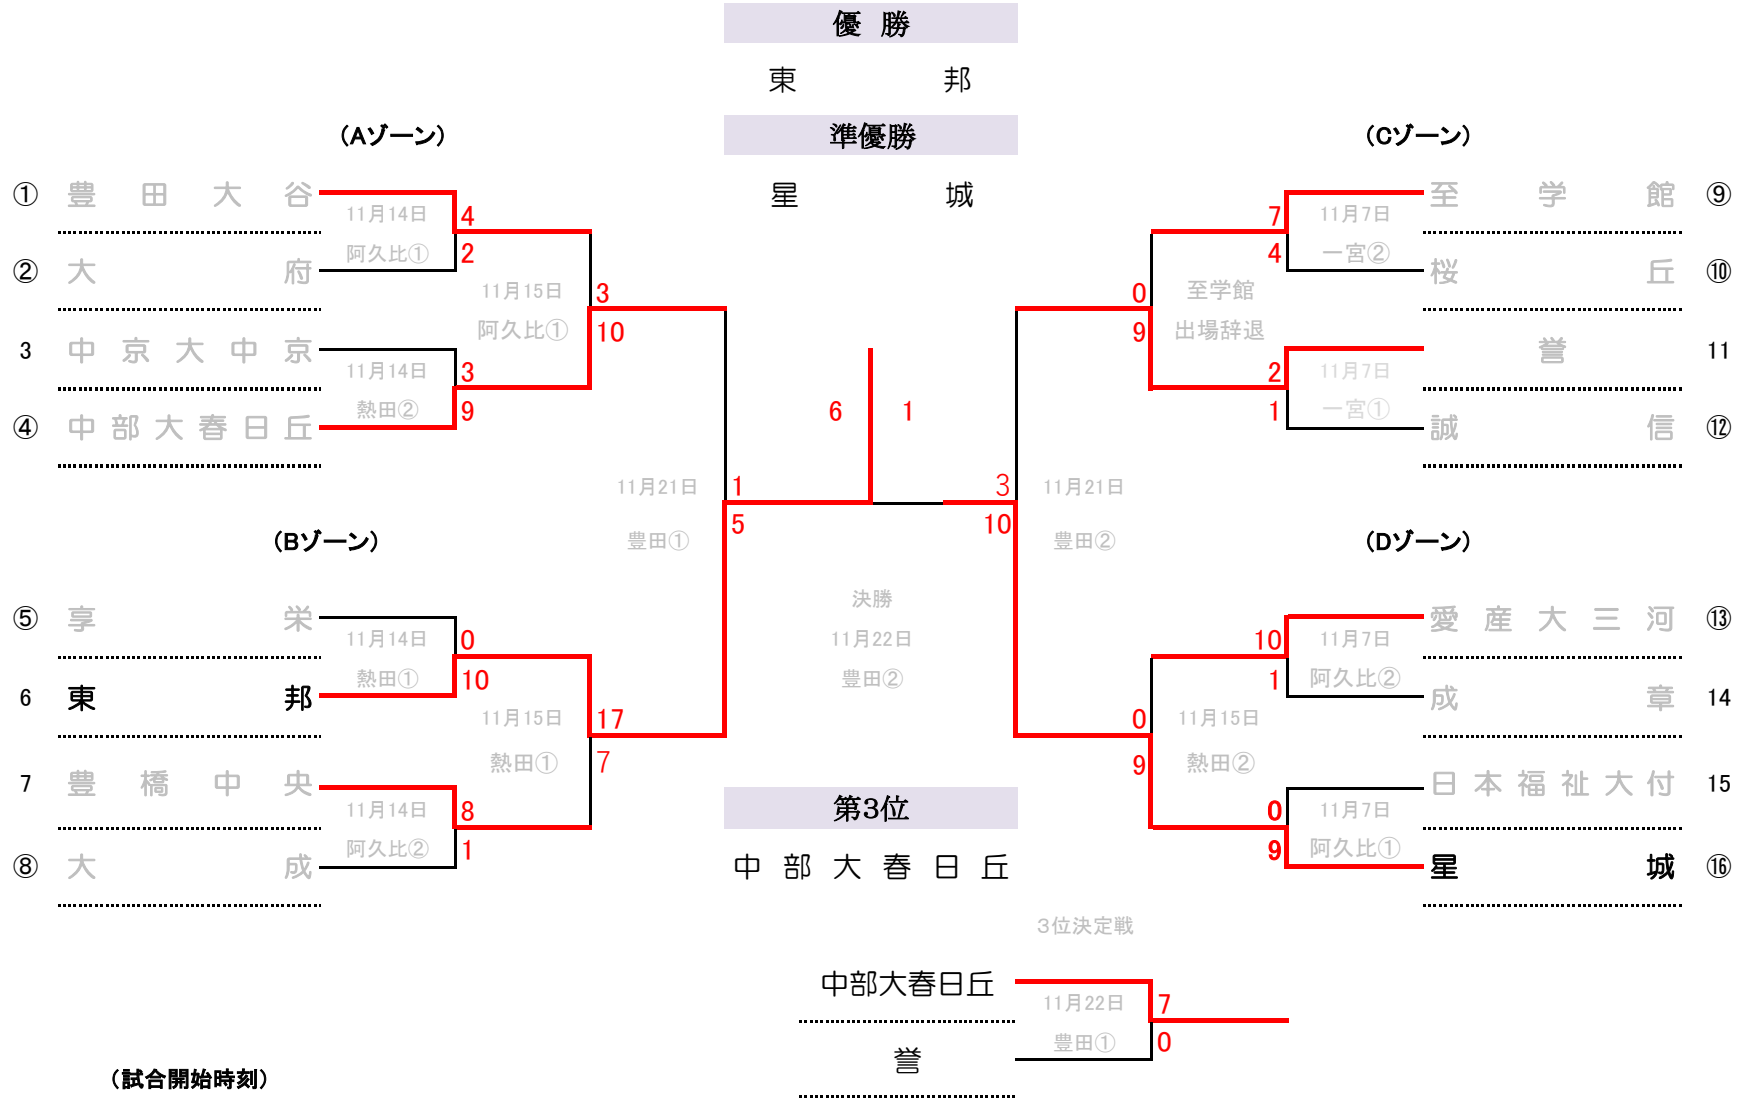 優 勝
東 邦
準優勝
星 城
（Aゾーン）
① 豊田大谷
11月14日 4
阿久比① 2
② 大府
11月15日 3
阿久比① 10
3 中京大中京
11月14日 3
熱田② 9
④ 中部大春日丘
（Bゾーン）
⑤ 享栄
11月14日 0
熱田① 10
6 東邦
11月15日 17
熱田① 7
7 豊橋中央
11月14日 8
阿久比② 1
⑧ 大成
11月21日 1
豊田① 5
6 1
決勝
11月22日
豊田②
（Cゾーン）
至学館 ⑨
7 11月7日
4 一宮②
桜丘 ⑩
0 至学館
9 出場辞退
誉 11
2 11月7日
1 一宮①
誠信 ⑫
3 11月21日
10 豊田②
（Dゾーン）
愛産大三河 ⑬
10 11月7日
1 阿久比②
成章 14
0 11月15日
9 熱田②
日本福祉大付 15
0 11月7日
9 阿久比①
星城 ⑯
第3位
中部大春日丘
3位決定戦
中部大春日丘
11月22日 7
豊田① 0
誉
（試合開始時刻）